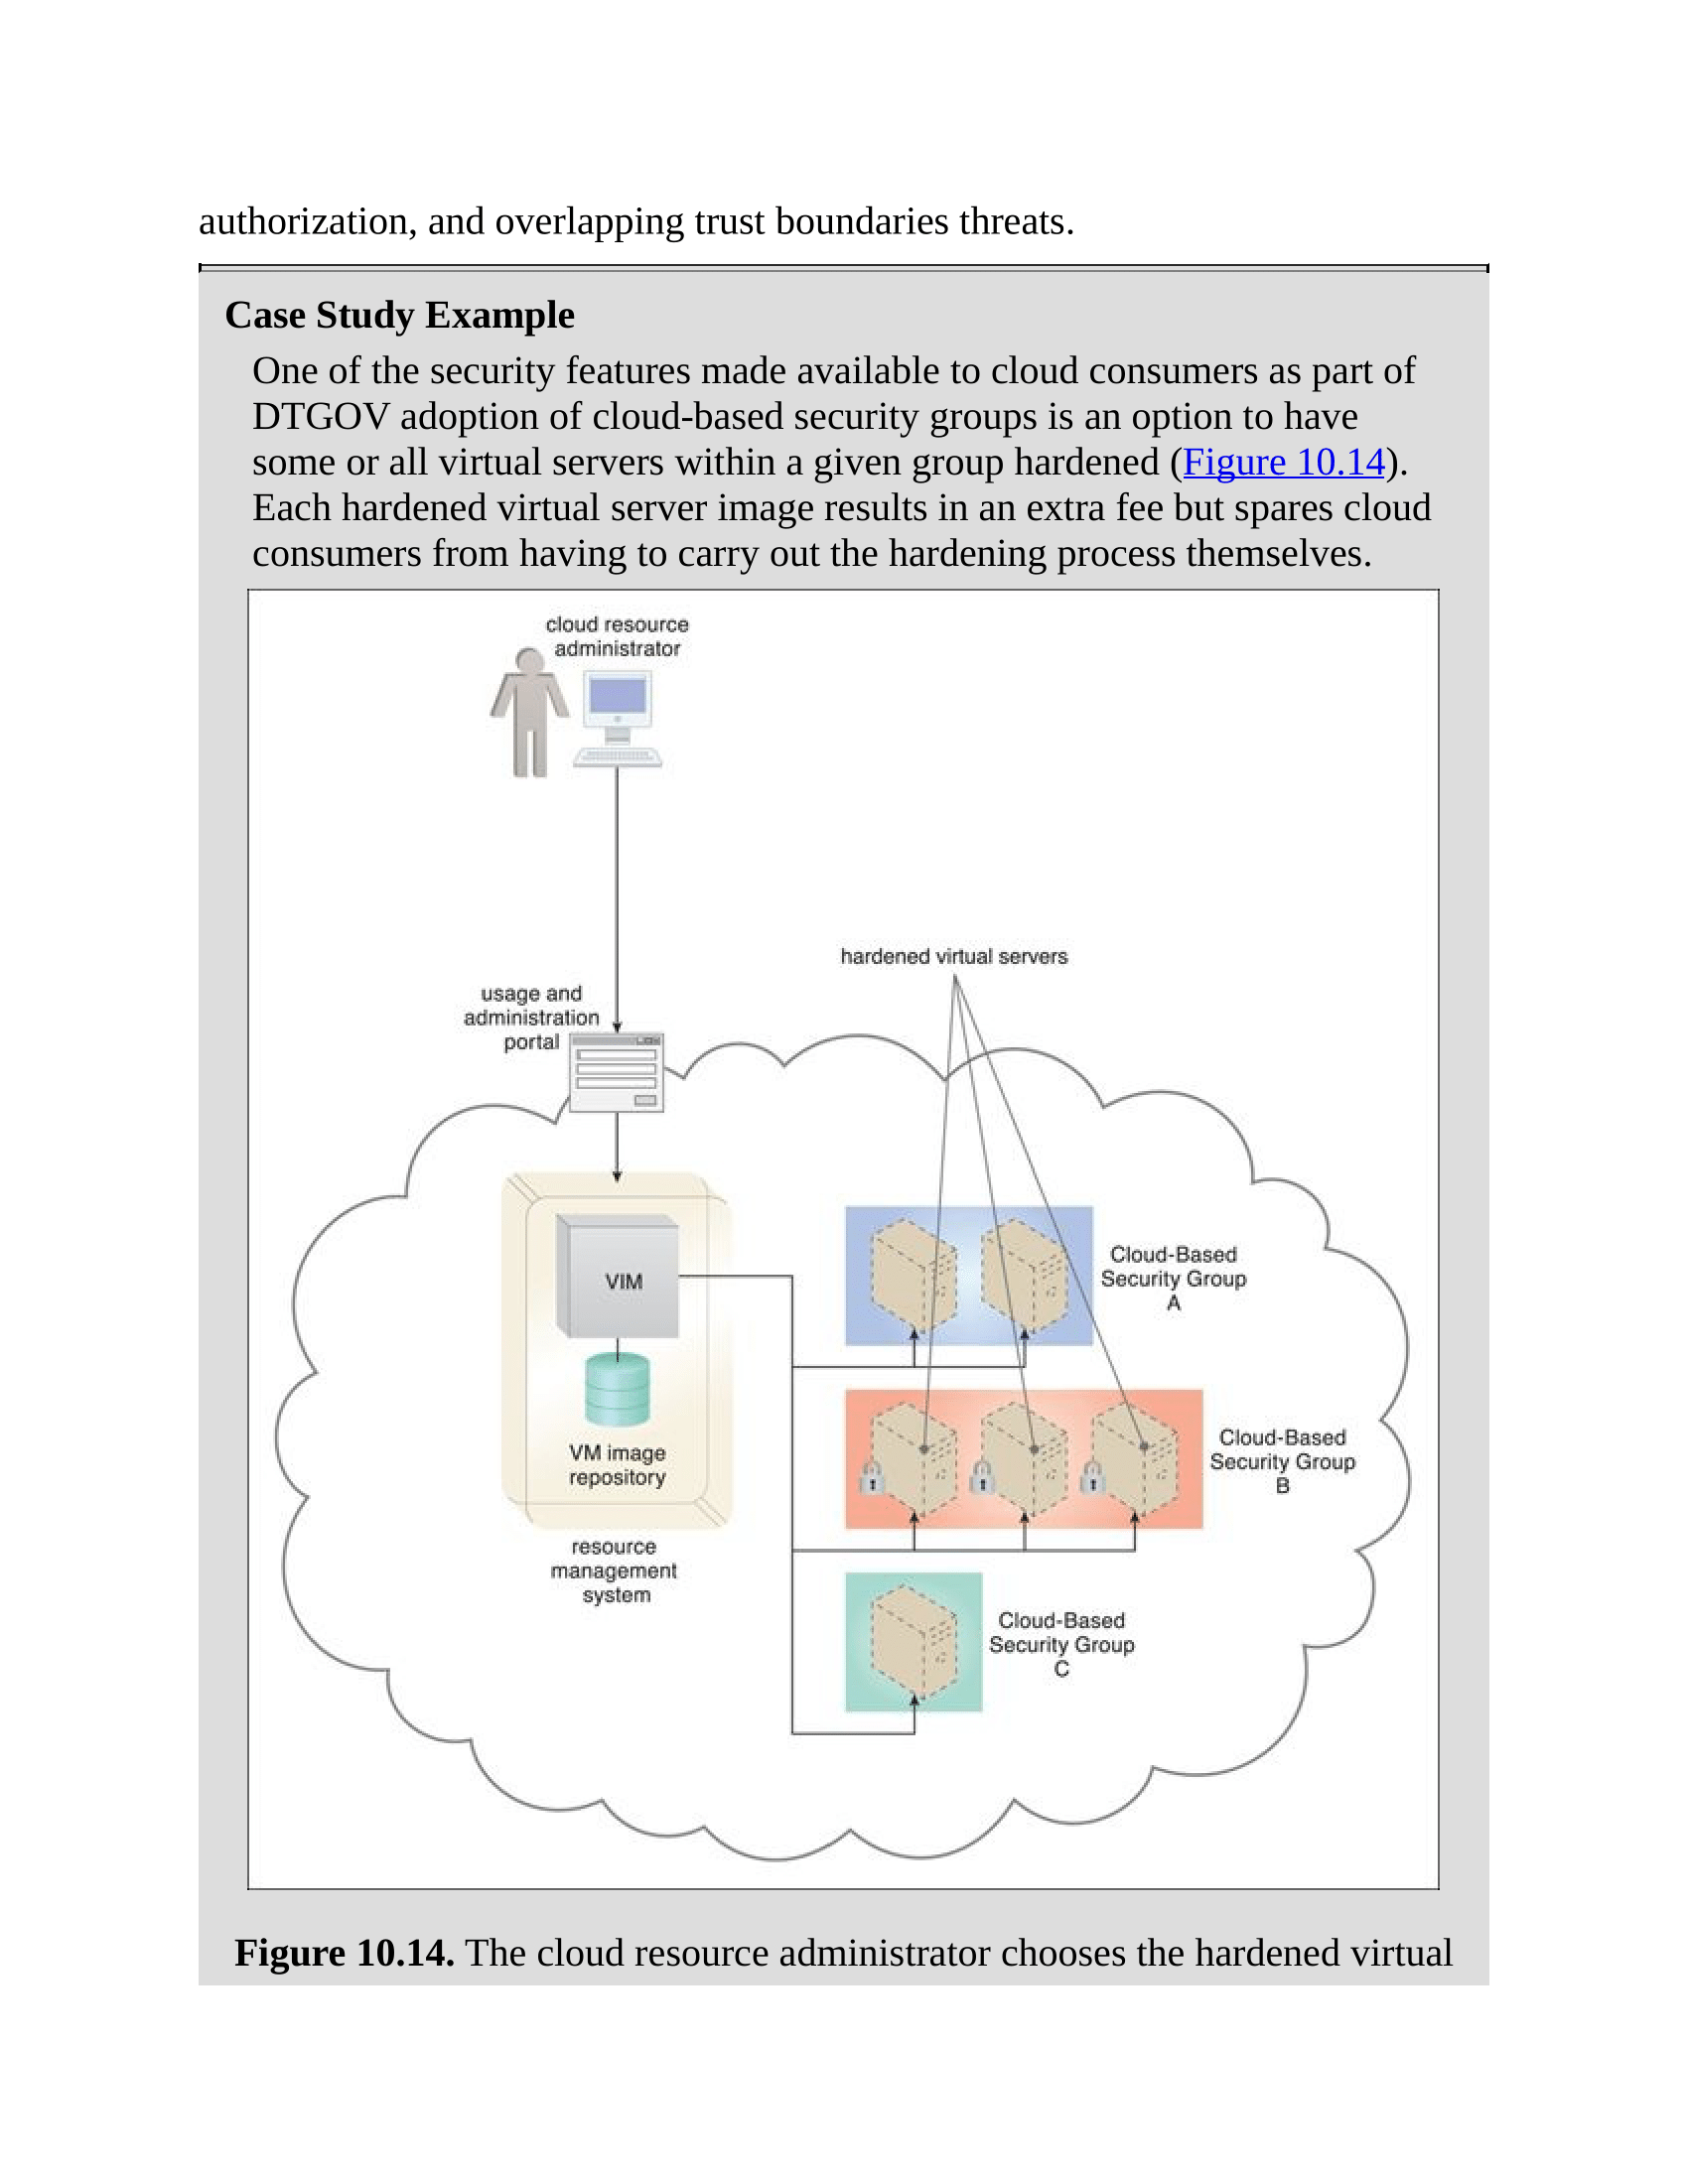 authorization, and overlapping trust boundaries threats.
Case Study Example
One of the security features made available to cloud consumers as part of
DTGOV adoption of cloud-based security groups is an option to have
some or all virtual servers within a given group hardened (Figure 10.14).
Each hardened virtual server image results in an extra fee but spares cloud
consumers from having to carry out the hardening process themselves.
cloud resource
administrator
hardened virtual servers
usage and
administration
portal
VIM
VM image
repository
resource
management
system
Cloud-Based
Security Group
A
Cloud-Based
Security Group
B
Cloud-Based
Security Group
C
Figure 10.14. The cloud resource administrator chooses the hardened virtual